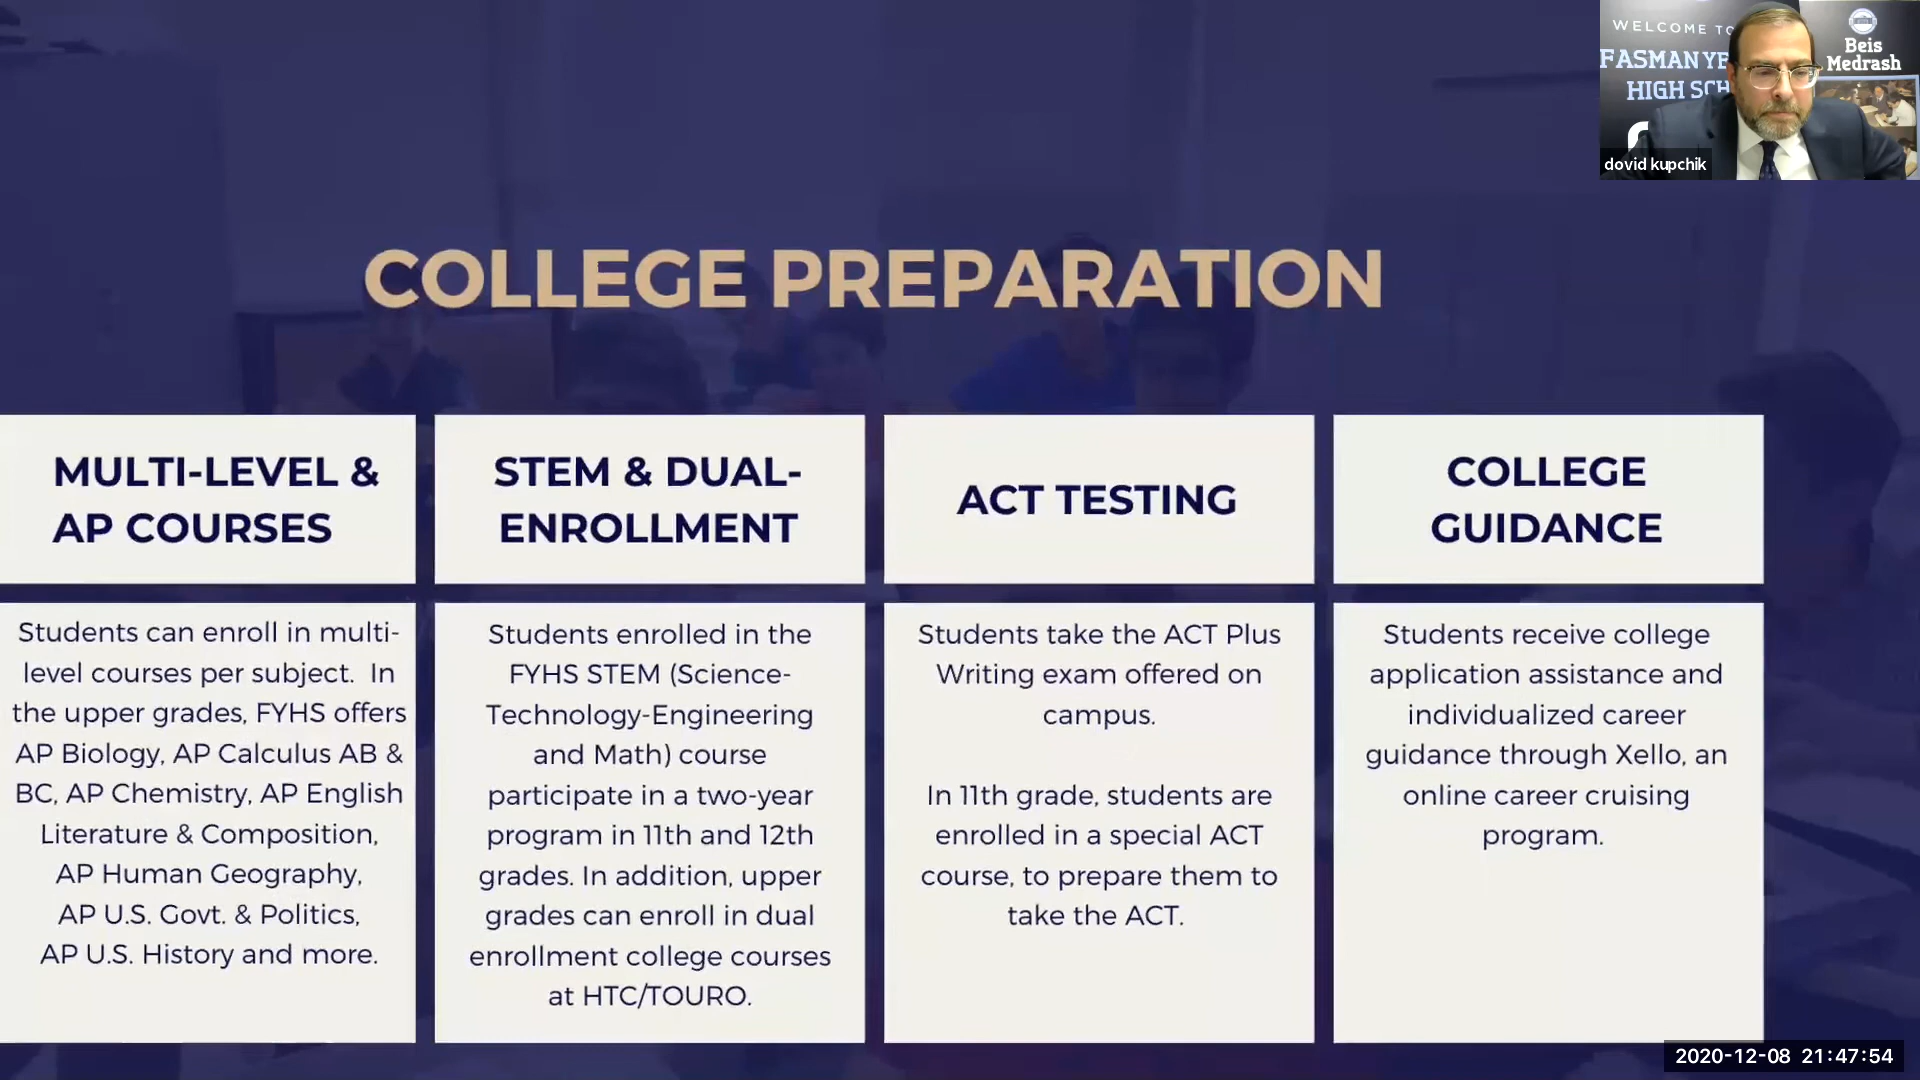 WELCOME TO
FASMAN
HIGH
Beis
Medrash
dovid kupchik
COLLEGE PREPARATION
MULTI-LEVEL &
AP COURSES
Students can enroll in multi-
level courses per subject.  In
the upper grades, FYHS offers
AP Biology, AP Calculus AB &
BC, AP Chemistry, AP English
Literature & Composition,
AP Human Geography,
AP U.S. Govt. & Politics,
AP U.S. History and more.
STEM & DUAL-
ENROLLMENT
Students enrolled in the
FYHS STEM (Science-
Technology-Engineering
and Math) course
participate in a two-year
program in 11th and 12th
grades. In addition, upper
grades can enroll in dual
enrollment college courses
at HTC/TOURO.
ACT TESTING
Students take the ACT Plus
Writing exam offered on
campus.
In 11th grade, students are
enrolled in a special ACT
course, to prepare them to
take the ACT.
COLLEGE
GUIDANCE
Students receive college
application assistance and
individualized career
guidance through Xello, an
online career cruising
program.
2020-12-08 21:47:54